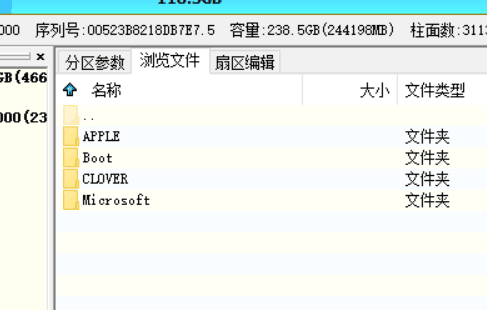 000 序列号:00523B8218DB7E7.5 容量:238.5GB(244198MB) 柱面数:311
分区参数 浏览文件 扇区编辑
GB(466
名称 大小 文件类型
000(23
..
APPLE 文件夹
Boot 文件夹
CLOVER 文件夹
Microsoft 文件夹